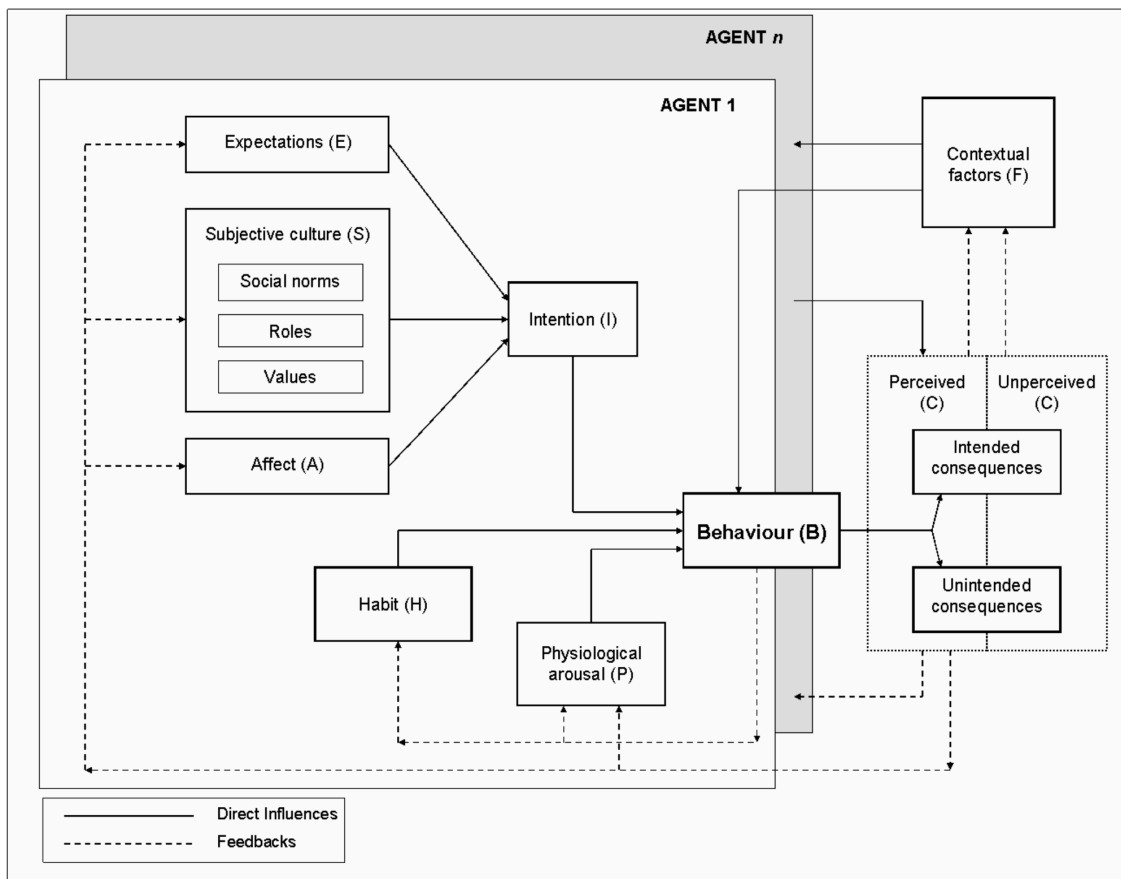 AGENT n
AGENT 1
Expectations (E)
Contextual
factors (F)
Subjective culture (S)
Social norms
Roles
Values
Intention (I)
Perceived
(C)
Unperceived
(C)
Affect (A)
Intended
consequences
Behaviour (B)
Habit (H)
Unintended
consequences
Physiological
arousal (P)
Direct Influences
Feedbacks